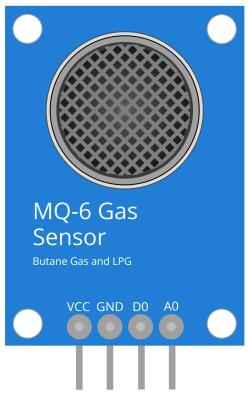 MQ-6 Gas
Sensor
Butane Gas and LPG
VCC GND D0 A0